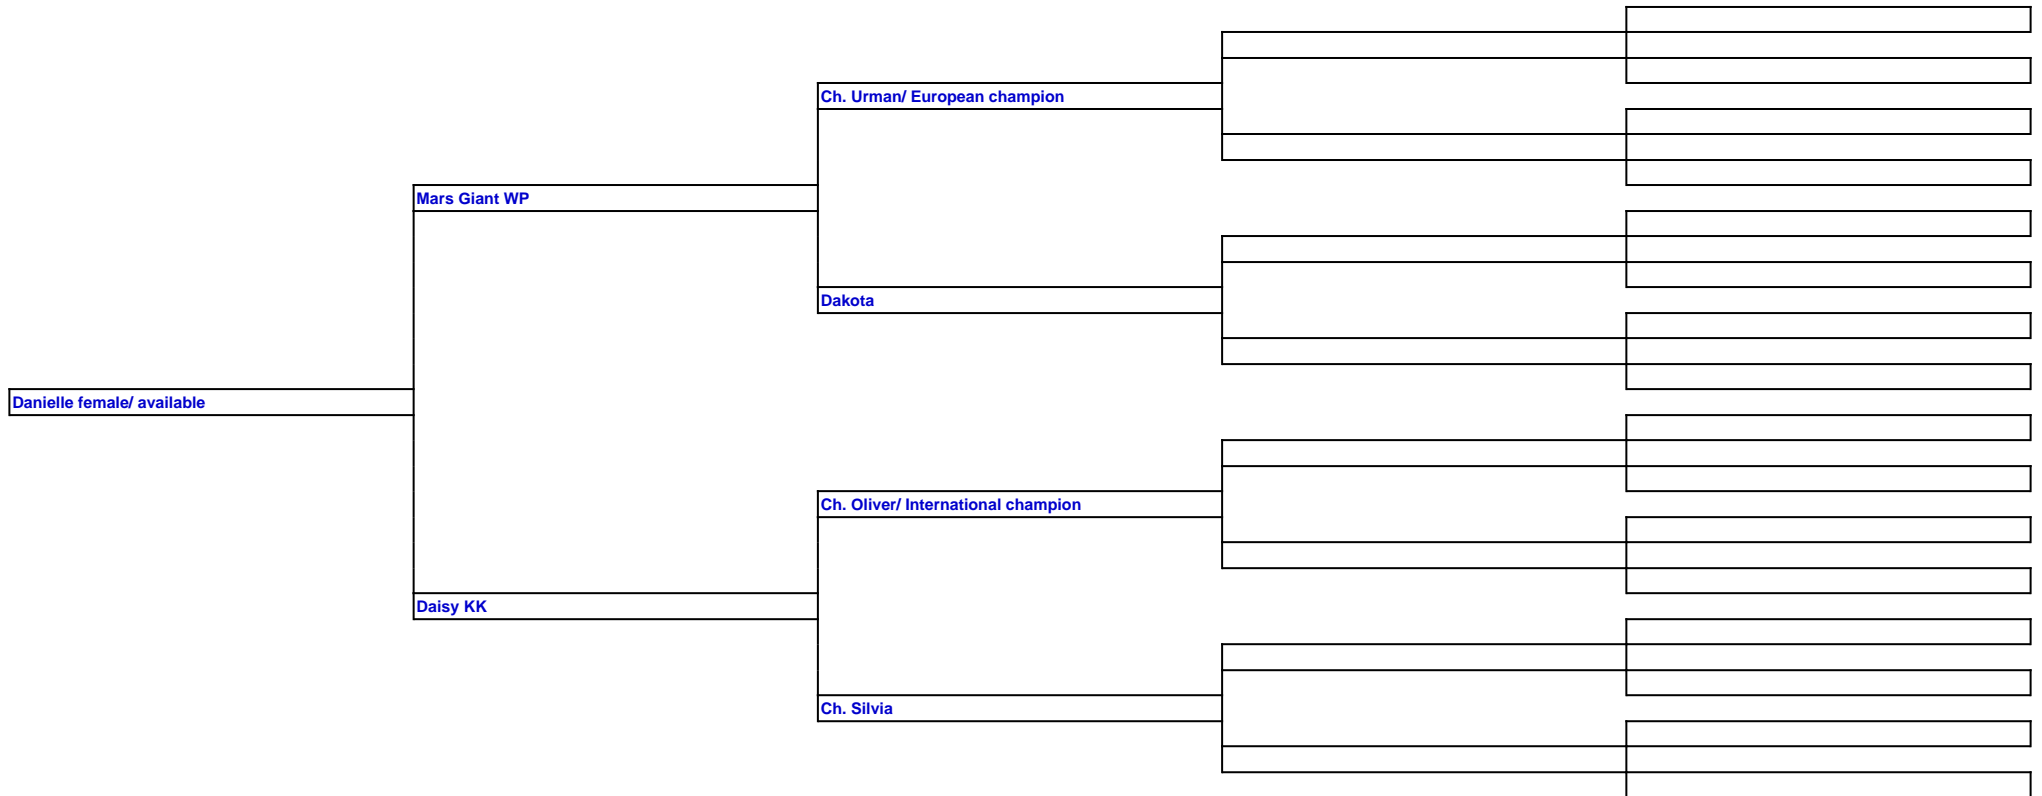 Ch. Urman/ European champion
Mars Giant WP
Dakota
Danielle female/ available
Ch. Oliver/ International champion
Daisy KK
Ch. Silvia